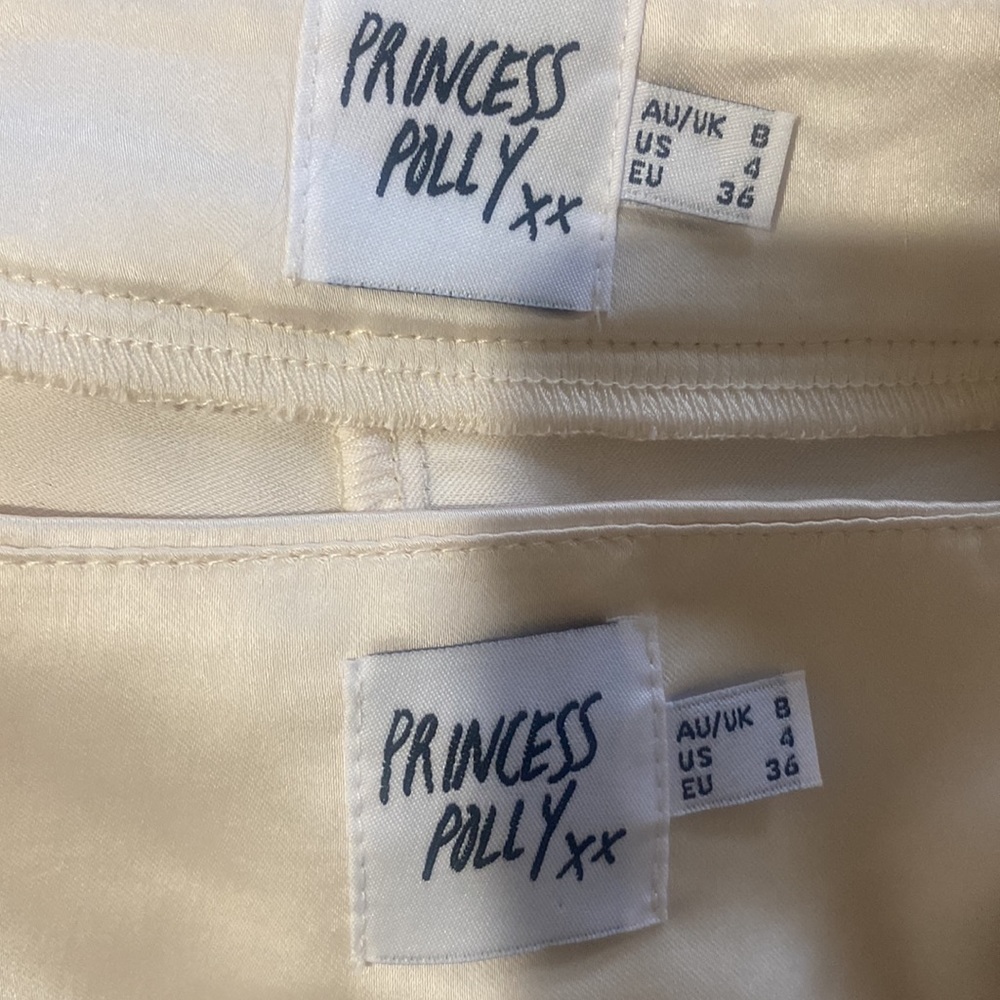 PRINCESS
POLLY xx
AU/UK 8
US 4
EU 36
PRINCESS
POLLY xx
AU/UK 8
US 4
EU 36